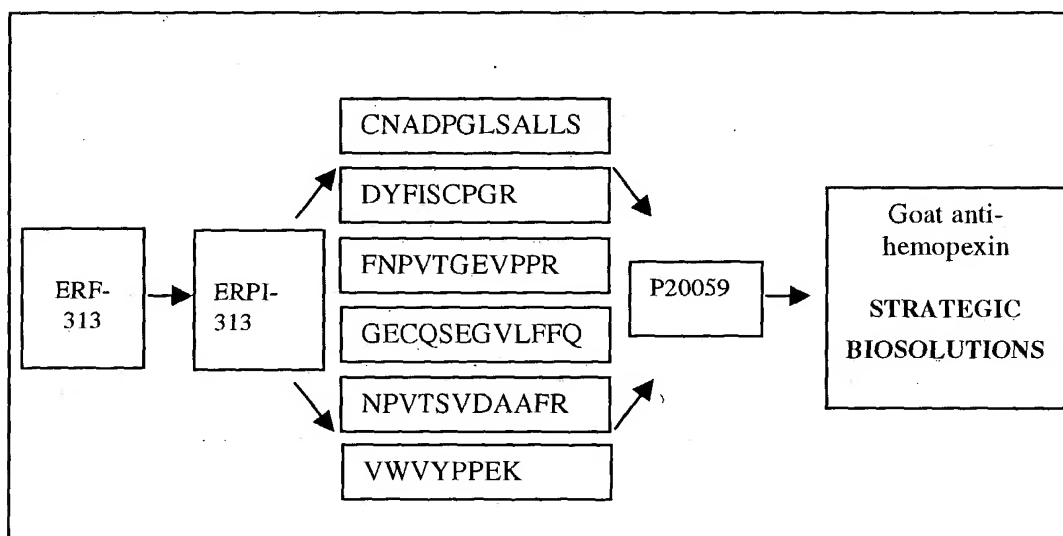 ERF-
313
ERPI-
313
CNADPGLSALLS
DYFISCPGR
FNPVTGEVPPR
GECQSEGVLFFQ
NPVTSVDAAFR
VWVYPPEK
P20059
Goat anti-
hemopexin
STRATEGIC
BIOSOLUTIONS